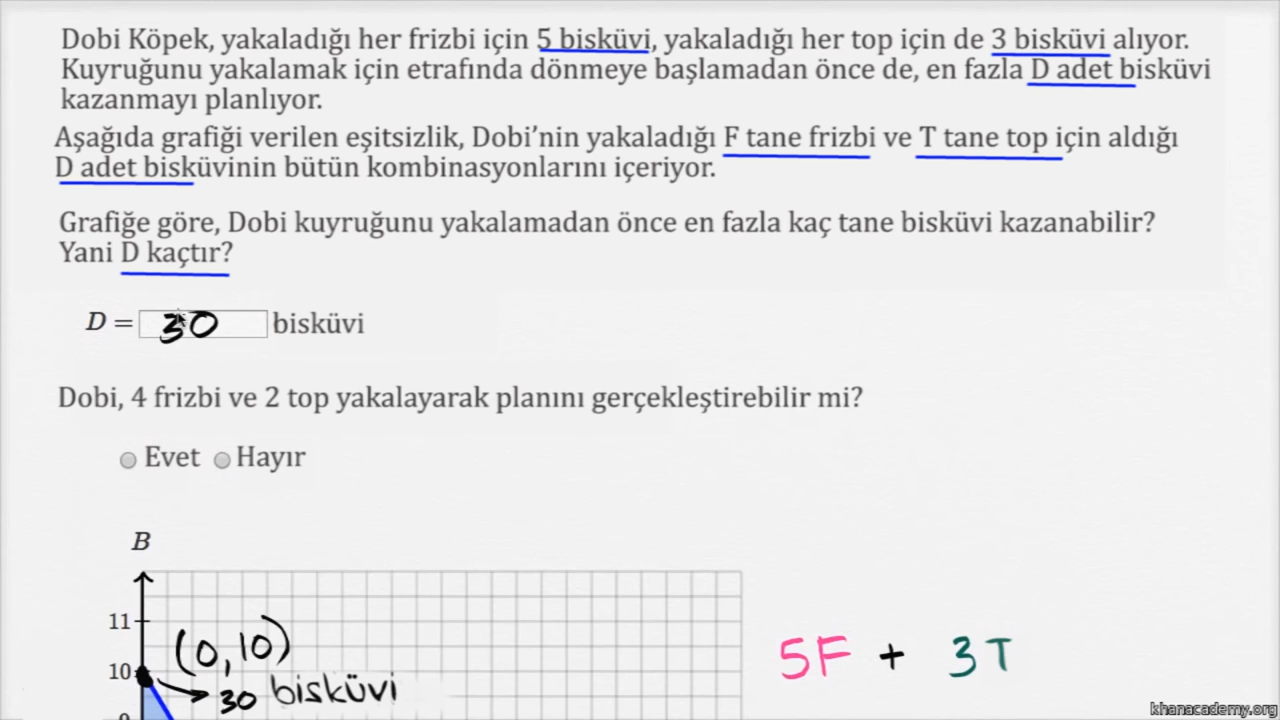 Dobi Köpek, yakaladığı her frizbi için 5 bisküvi, yakaladığı her top için de 3 bisküvi alıyor.
Kuyruğunu yakalamak için etrafında dönmeye başlamadan önce de, en fazla D adet bisküvi
kazanmayı planlıyor.
Aşağıda grafiği verilen eşitsizlik, Dobi'nin yakaladığı F tane frizbi ve T tane top için aldığı
D adet bisküvinin bütün kombinasyonlarını içeriyor.
Grafiğe göre, Dobi kuyruğunu yakalamadan önce en fazla kaç tane bisküvi kazanabilir?
Yani D kaçtır?
D = 30 bisküvi
Dobi, 4 frizbi ve 2 top yakalayarak planını gerçekleştirebilir mi?
Evet Hayır
B
11
(0,10)
10
30 bisküvi
9
5F + 3T
khanacademy.org